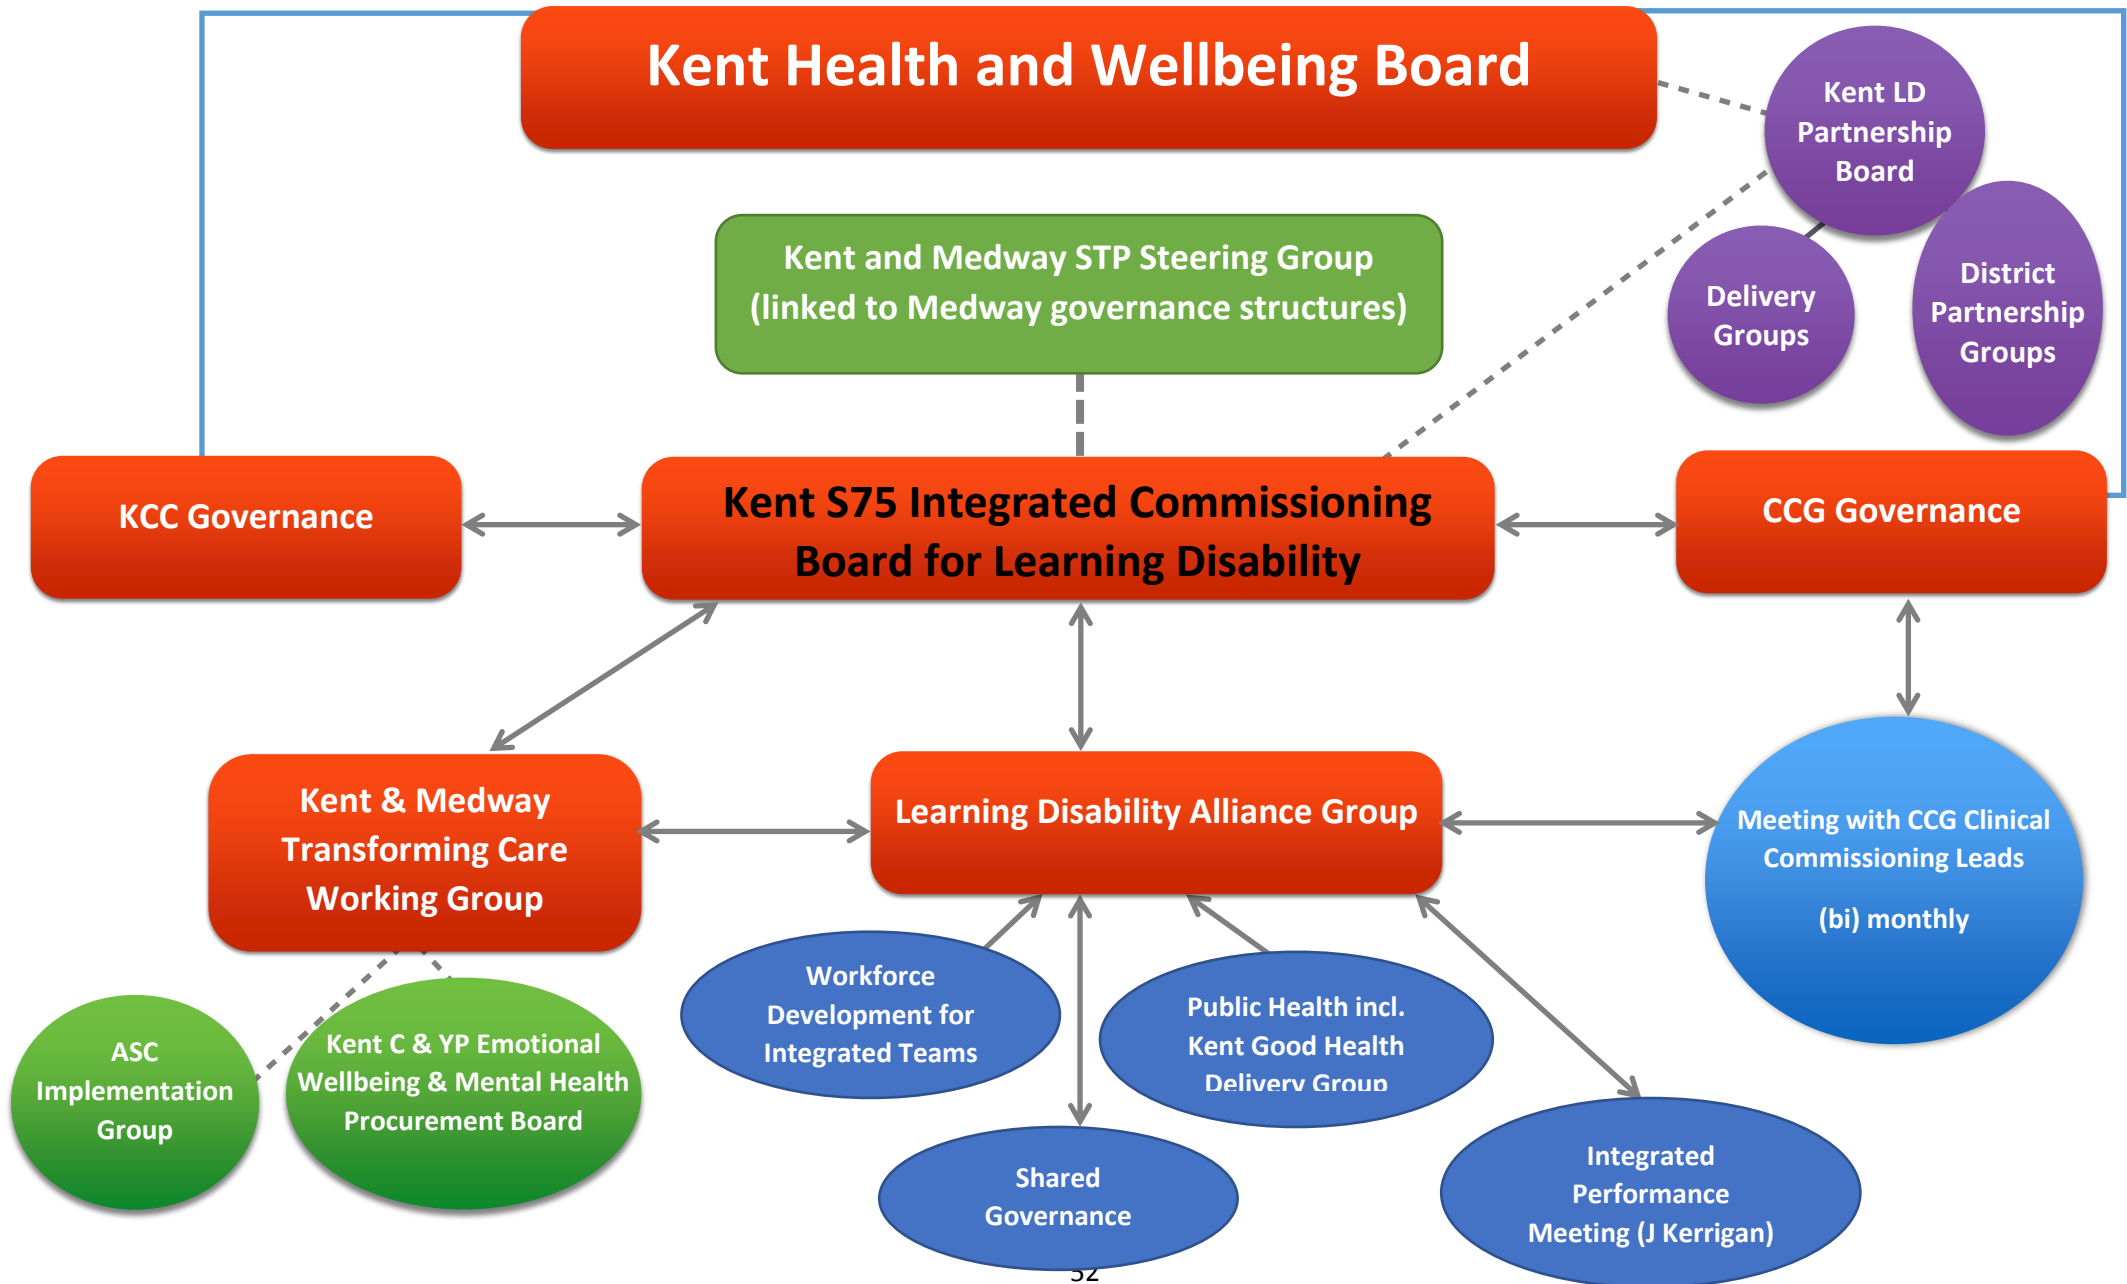 Kent Health and Wellbeing Board
Kent LD
Partnership
Board
Kent and Medway STP Steering Group
(linked to Medway governance structures)
Delivery
Groups
District
Partnership
Groups
KCC Governance
Kent S75 Integrated Commissioning
Board for Learning Disability
CCG Governance
Kent & Medway
Transforming Care
Working Group
Learning Disability Alliance Group
Meeting with CCG Clinical
Commissioning Leads
(bi) monthly
ASC
Implementation
Group
Kent C & YP Emotional
Wellbeing & Mental Health
Procurement Board
Workforce
Development for
Integrated Teams
Public Health incl.
Kent Good Health
Delivery Group
Shared
Governance
Integrated
Performance
Meeting (J Kerrigan)
52